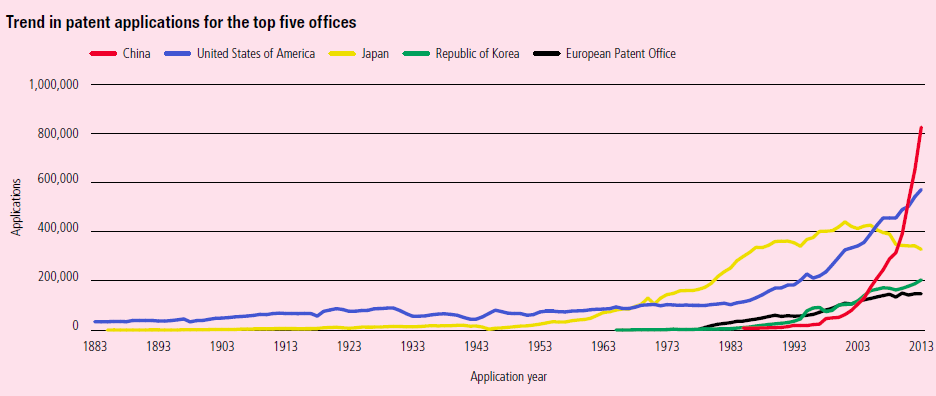 Trend in patent applications for the top five offices
China United States of America Japan Republic of Korea European Patent Office
1,000,000
800,000
600,000
400,000
200,000
0
Applications
1883 1893 1903 1913 1923 1933 1943 1953 1963 1973 1983 1993 2003 2013
Application year